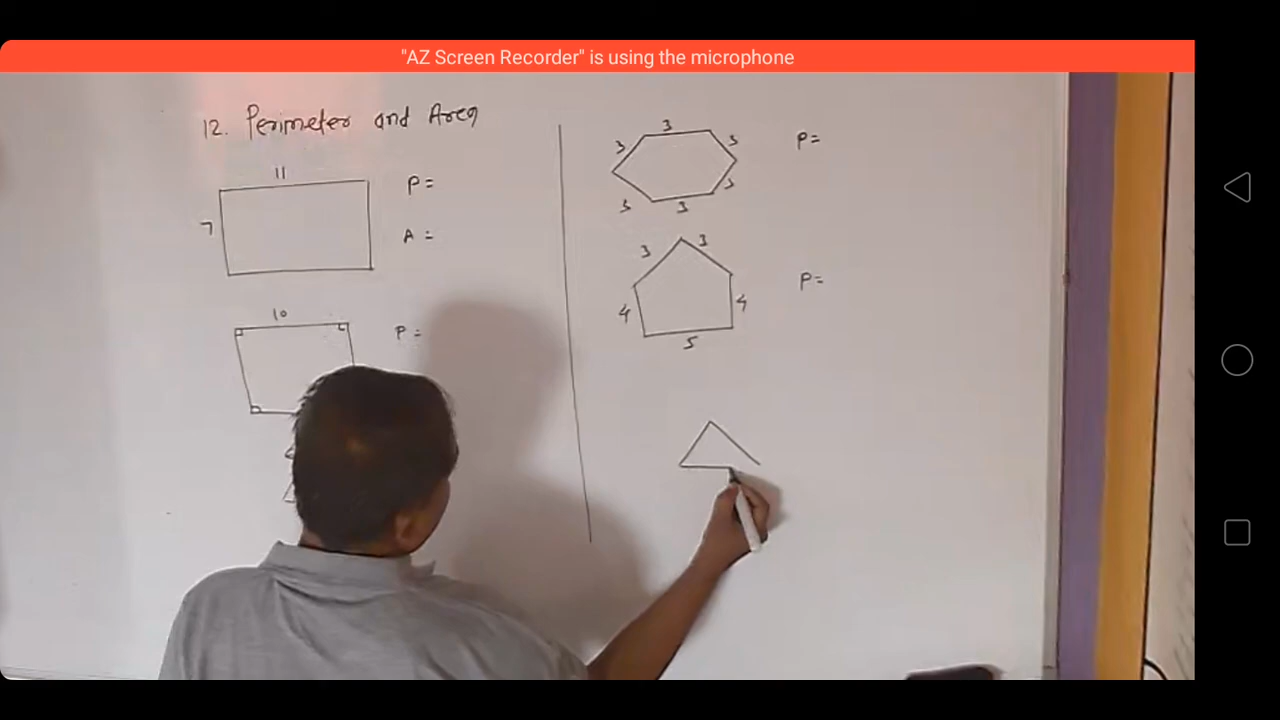 "AZ Screen Recorder" is using the microphone
12. Perimeter and Area
11
7
P=
A =
10
P =
3
3
3
3
3
3
P=
3
3
4
4
5
P=